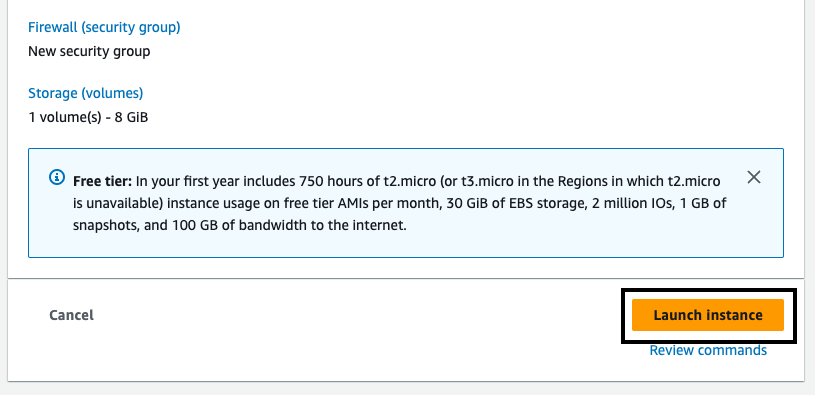 Firewall (security group)
New security group
Storage (volumes)
1 volume(s) - 8 GiB
Free tier: In your first year includes 750 hours of t2.micro (or t3.micro in the Regions in which t2.micro
is unavailable) instance usage on free tier AMIs per month, 30 GiB of EBS storage, 2 million IOs, 1 GB of
snapshots, and 100 GB of bandwidth to the internet.
Cancel
Launch instance
Review commands